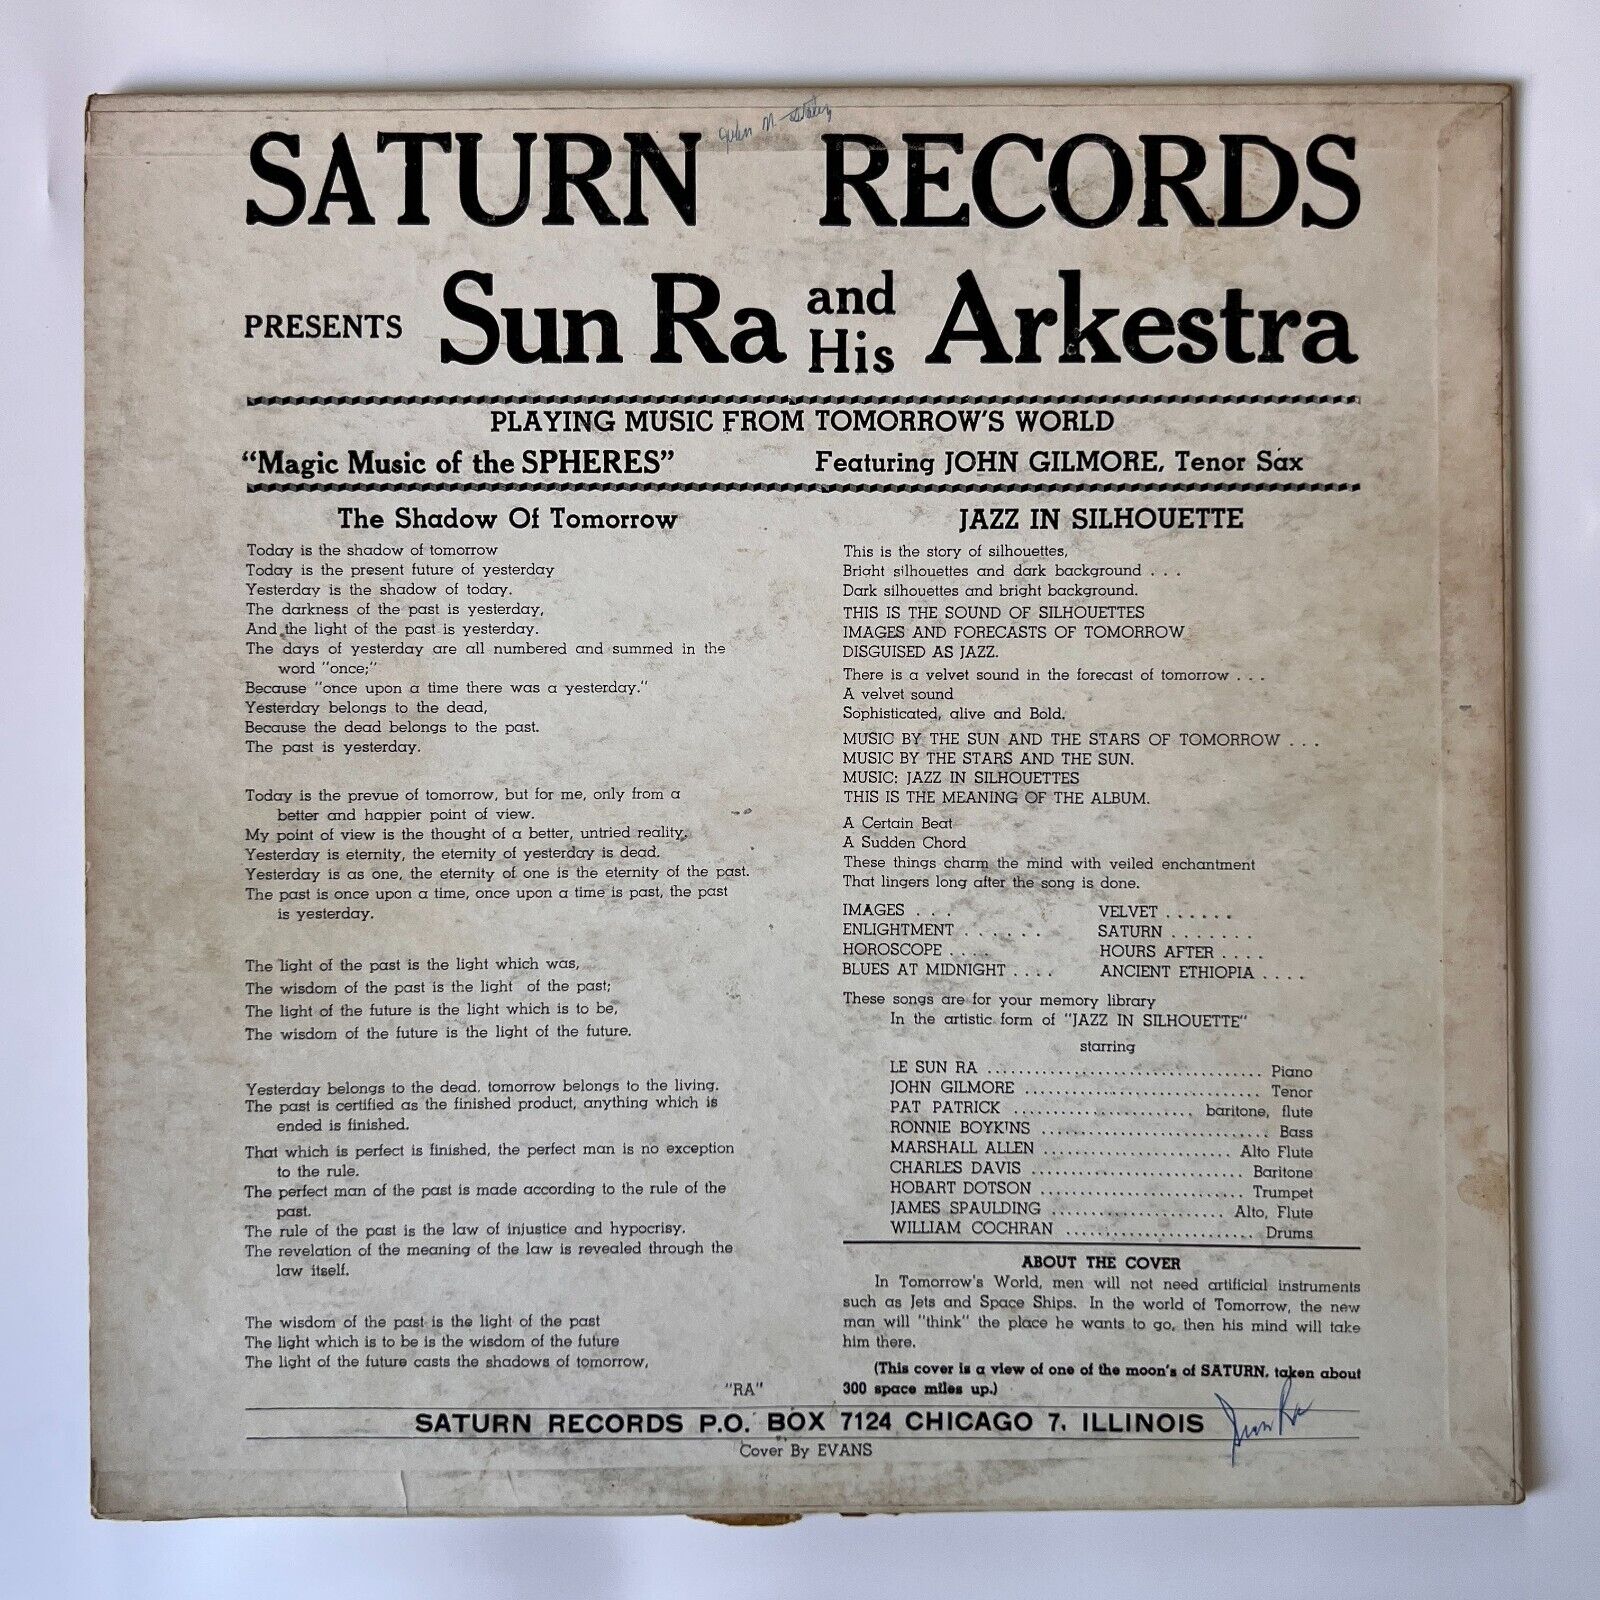 John M.
SATURN RECORDS
PRESENTS Sun Ra and His Arkestra
PLAYING MUSIC FROM TOMORROW'S WORLD
"Magic Music of the SPHERES" Featuring JOHN GILMORE, Tenor Sax
The Shadow Of Tomorrow
Today is the shadow of tomorrow
Today is the present future of yesterday
Yesterday is the shadow of today.
The darkness of the past is yesterday,
And the light of the past is yesterday.
The days of yesterday are all numbered and summed in the
word "once;"
Because "once upon a time there was a yesterday."
Yesterday belongs to the dead,
Because the dead belongs to the past.
The past is yesterday.
Today is the prevue of tomorrow, but for me, only from a
better and happier point of view.
My point of view is the thought of a better, untried reality.
Yesterday is eternity, the eternity of yesterday is dead.
Yesterday is as one, the eternity of one is the eternity of the past.
The past is once upon a time, once upon a time is past, the past
is yesterday.
The light of the past is the light which was,
The wisdom of the past is the light of the past;
The light of the future is the light which is to be,
The wisdom of the future is the light of the future.
Yesterday belongs to the dead. tomorrow belongs to the living.
The past is certified as the finished product, anything which is
ended is finished.
That which is perfect is finished, the perfect man is no exception
to the rule.
The perfect man of the past is made according to the rule of the
past.
The rule of the past is the law of injustice and hypocrisy.
The revelation of the meaning of the law is revealed through the
law itself.
The wisdom of the past is the light of the past
The light which is to be is the wisdom of the future
The light of the future casts the shadows of tomorrow,
"RA"
JAZZ IN SILHOUETTE
This is the story of silhouettes,
Bright silhouettes and dark background . . .
Dark silhouettes and bright background.
THIS IS THE SOUND OF SILHOUETTES
IMAGES AND FORECASTS OF TOMORROW
DISGUISED AS JAZZ.
There is a velvet sound in the forecast of tomorrow . . .
A velvet sound
Sophisticated, alive and Bold.
MUSIC BY THE SUN AND THE STARS OF TOMORROW . . .
MUSIC BY THE STARS AND THE SUN.
MUSIC: JAZZ IN SILHOUETTES
THIS IS THE MEANING OF THE ALBUM.
A Certain Beat
A Sudden Chord
These things charm the mind with veiled enchantment
That lingers long after the song is done.
IMAGES . . . VELVET . . . . . .
ENLIGHTMENT . . . . . . SATURN . . . . . . .
HOROSCOPE . . . . HOURS AFTER . . . .
BLUES AT MIDNIGHT . . . . ANCIENT ETHIOPIA . . . .
These songs are for your memory library
In the artistic form of "JAZZ IN SILHOUETTE"
starring
LE SUN RA .................................. Piano
JOHN GILMORE ................................ Tenor
PAT PATRICK ...................... baritone, flute
RONNIE BOYKINS ............................ Bass
MARSHALL ALLEN ....................... Alto Flute
CHARLES DAVIS .......................... Baritone
HOBART DOTSON ......................... Trumpet
JAMES SPAULDING ..................... Alto, Flute
WILLIAM COCHRAN ....................... Drums
ABOUT THE COVER
In Tomorrow's World, men will not need artificial instruments
such as Jets and Space Ships. In the world of Tomorrow, the new
man will "think" the place he wants to go, then his mind will take
him there.
(This cover is a view of one of the moon's of SATURN, taken about
300 space miles up.)
SATURN RECORDS P.O. BOX 7124 CHICAGO 7, ILLINOIS
Sun Ra
Cover By EVANS